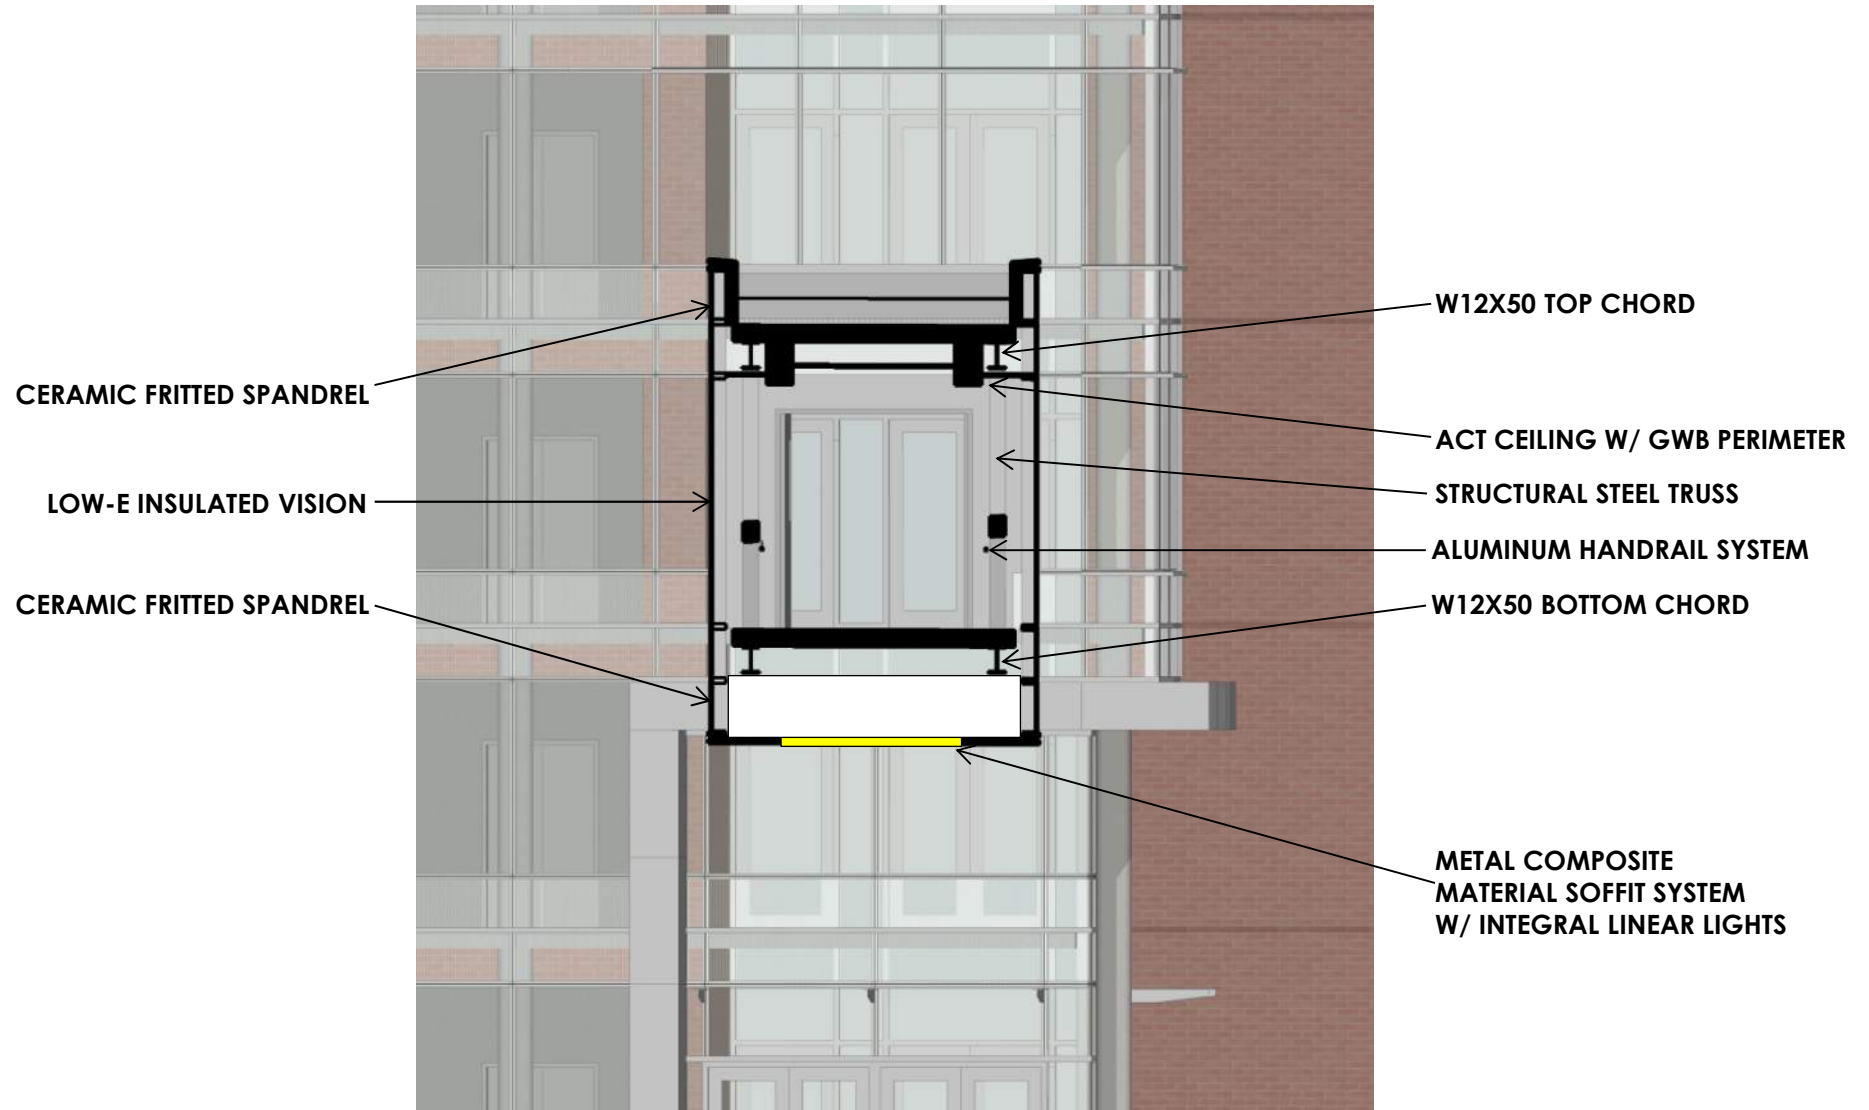 CERAMIC FRITTED SPANDREL
LOW-E INSULATED VISION
CERAMIC FRITTED SPANDREL
W12X50 TOP CHORD
ACT CEILING W/ GWB PERIMETER
STRUCTURAL STEEL TRUSS
ALUMINUM HANDRAIL SYSTEM
W12X50 BOTTOM CHORD
METAL COMPOSITE
MATERIAL SOFFIT SYSTEM
W/ INTEGRAL LINEAR LIGHTS